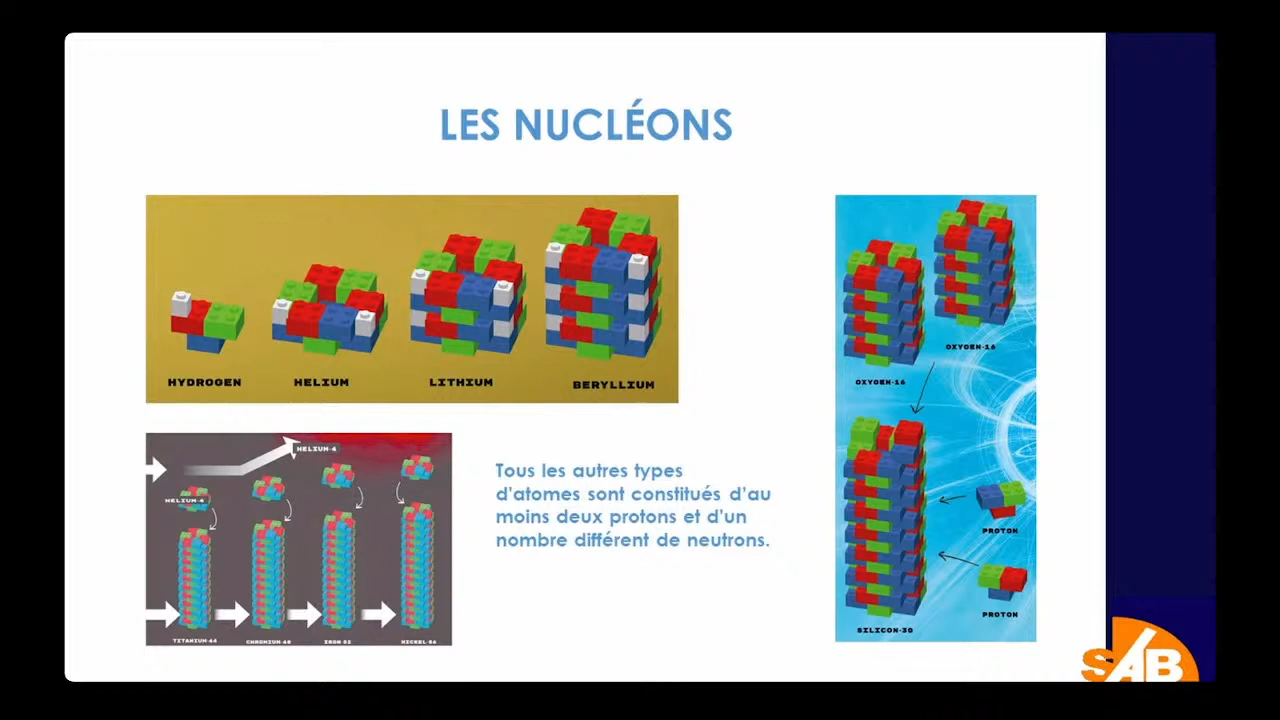 LES NUCLÉONS
HYDROGEN
HELIUM
LITHIUM
BERYLLIUM
OXYGEN-16
OXYGEN-16
PROTON
PROTON
SILICON-30
HELIUM-4
HELIUM-4
TITANIUM-44
CHROMIUM-48
IRON-52
NICKEL-56
Tous les autres types
d'atomes sont constitués d'au
moins deux protons et d'un
nombre différent de neutrons.
SAB